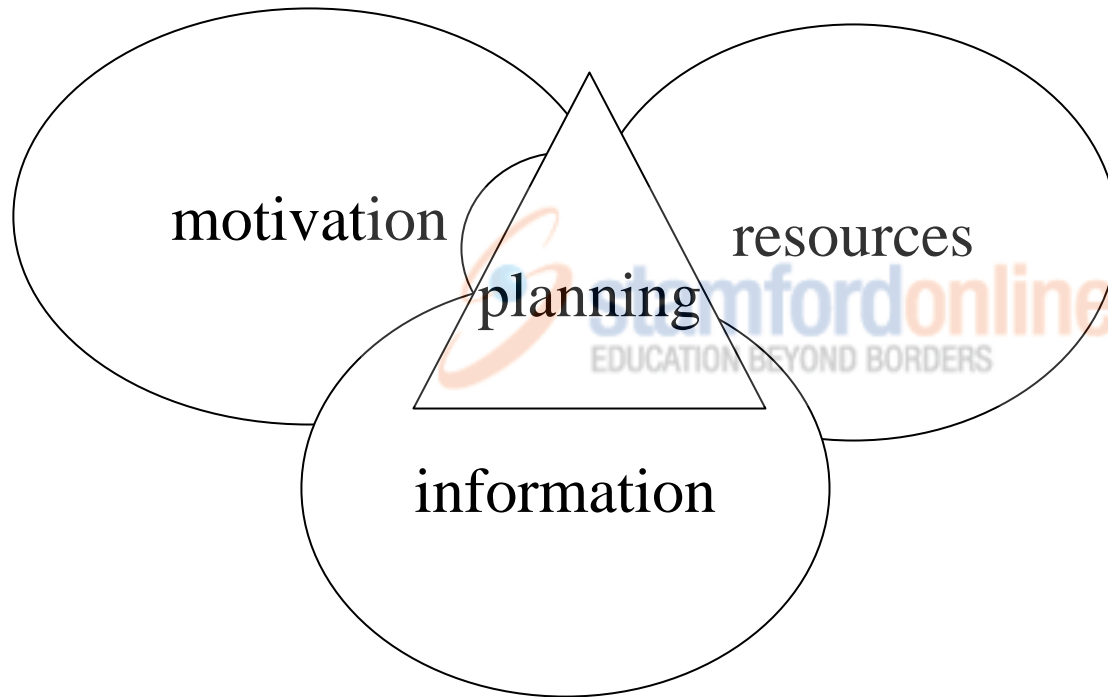 motivation
resources
planning
stamfordonline
EDUCATION BEYOND BORDERS
information